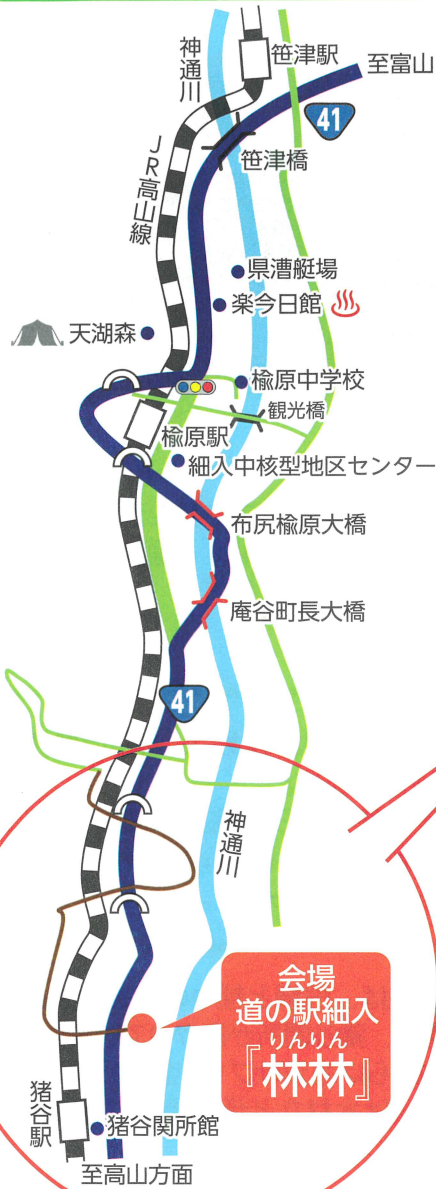 神通川
笹津駅
至富山
41
笹津橋
JR高山線
県漕艇場
楽今日館
天湖森
楡原中学校
観光橋
楡原駅
細入中核型地区センター
布尻楡原大橋
庵谷町長大橋
41
神通川
会場
道の駅細入
りんりん
『林林』
猪谷駅
猪谷関所館
至高山方面